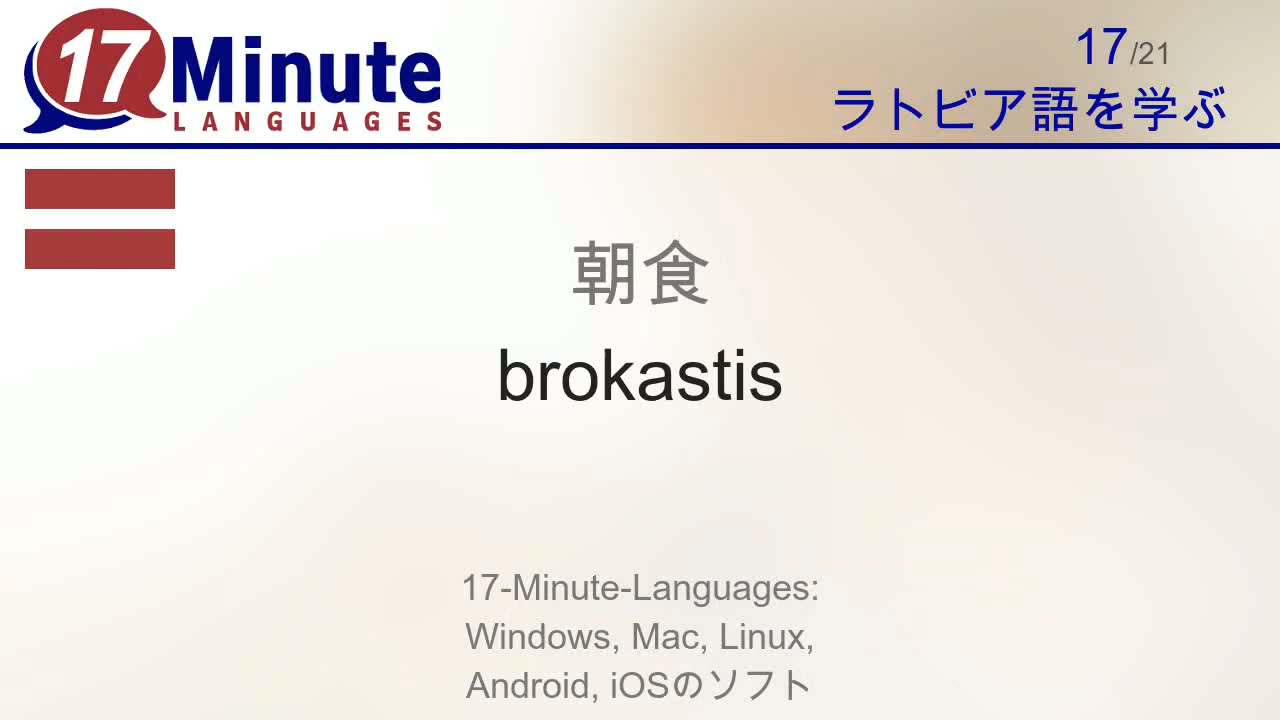 17 Minute
LANGUAGES
17/21
ラトビア語を学ぶ
朝食
brokastis
17-Minute-Languages:
Windows, Mac, Linux,
Android, iOSのソフト